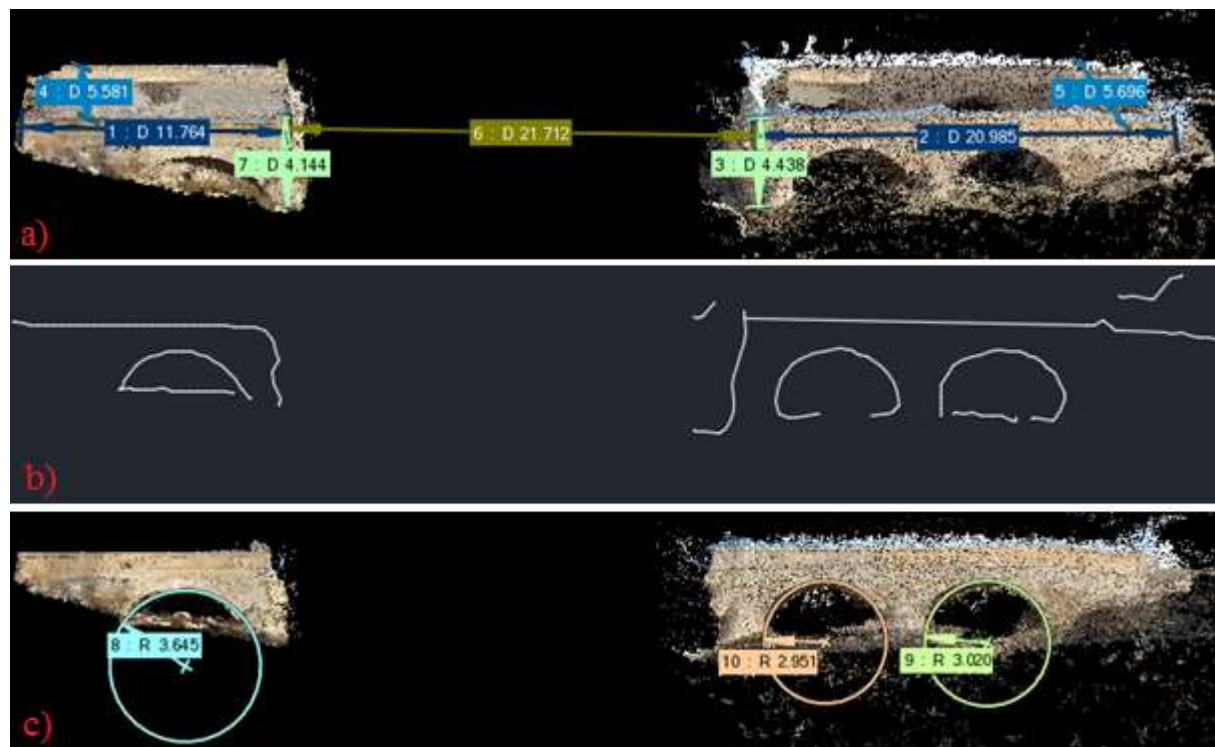 4 : D 5.581
5 : D 5.696
1 : D 11.764
6 : D 21.712
2 : D 20.985
7 : D 4.144
3 : D 4.438
a)
b)
8 : R 3.645
10 : R 2.951
9 : R 3.020
c)